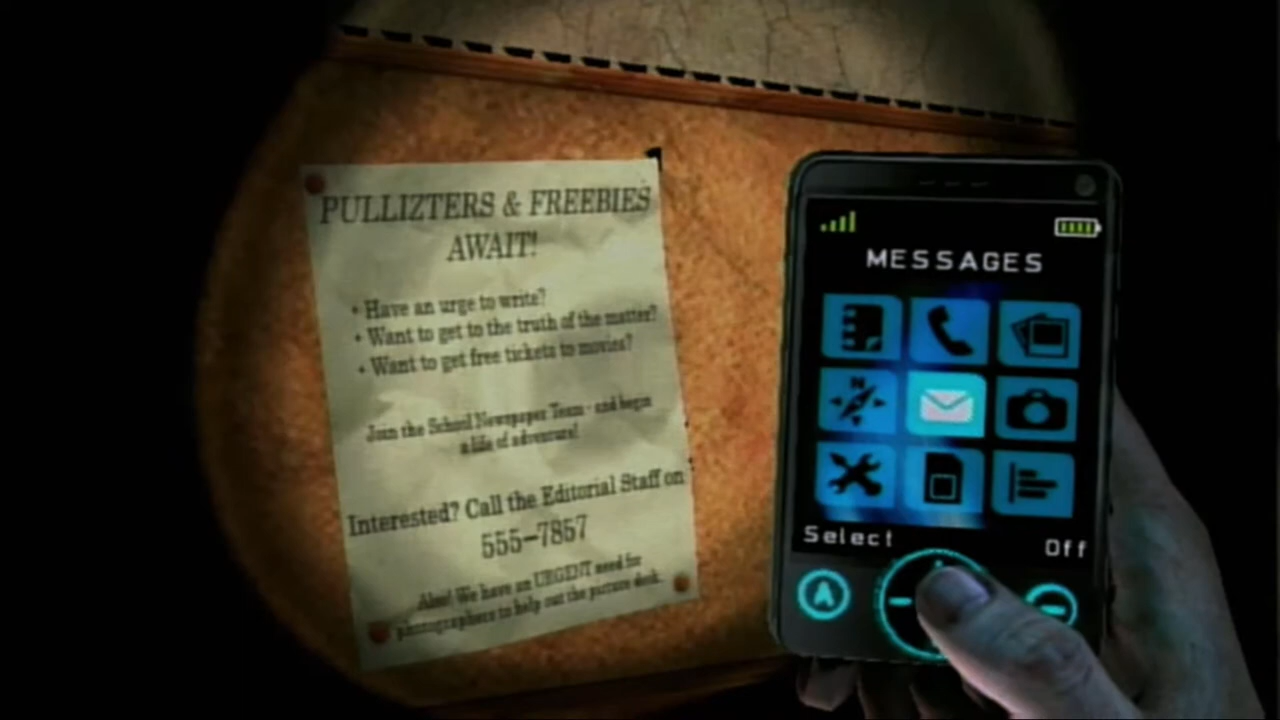 PULLIZTERS & FREEBIES
AWAIT!
• Have an urge to write?
• Want to get to the truth of the matter?
• Want to get free tickets to movies?
Join the School Newspaper Team - and begin
a life of adventure!
Interested? Call the Editorial Staff on
555-7857
Also! We have an URGENT need for
photographers to help out the picture desk.
MESSAGES
N
Select
Off
A